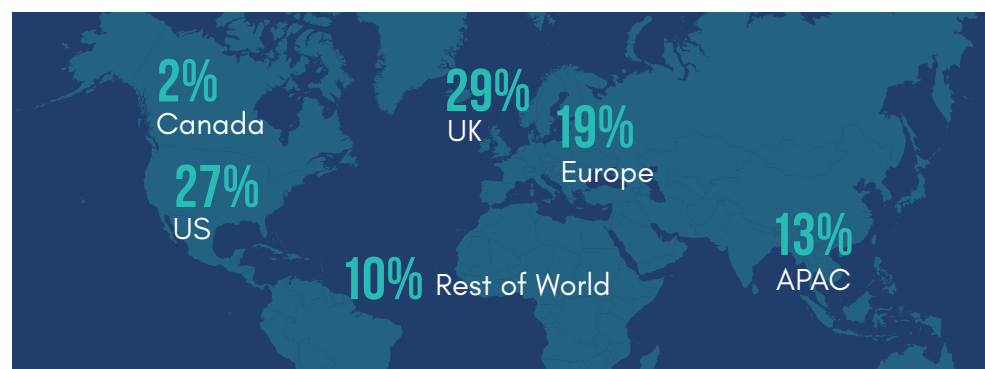 2%
Canada
27%
US
29%
UK
19%
Europe
10% Rest of World
13%
APAC